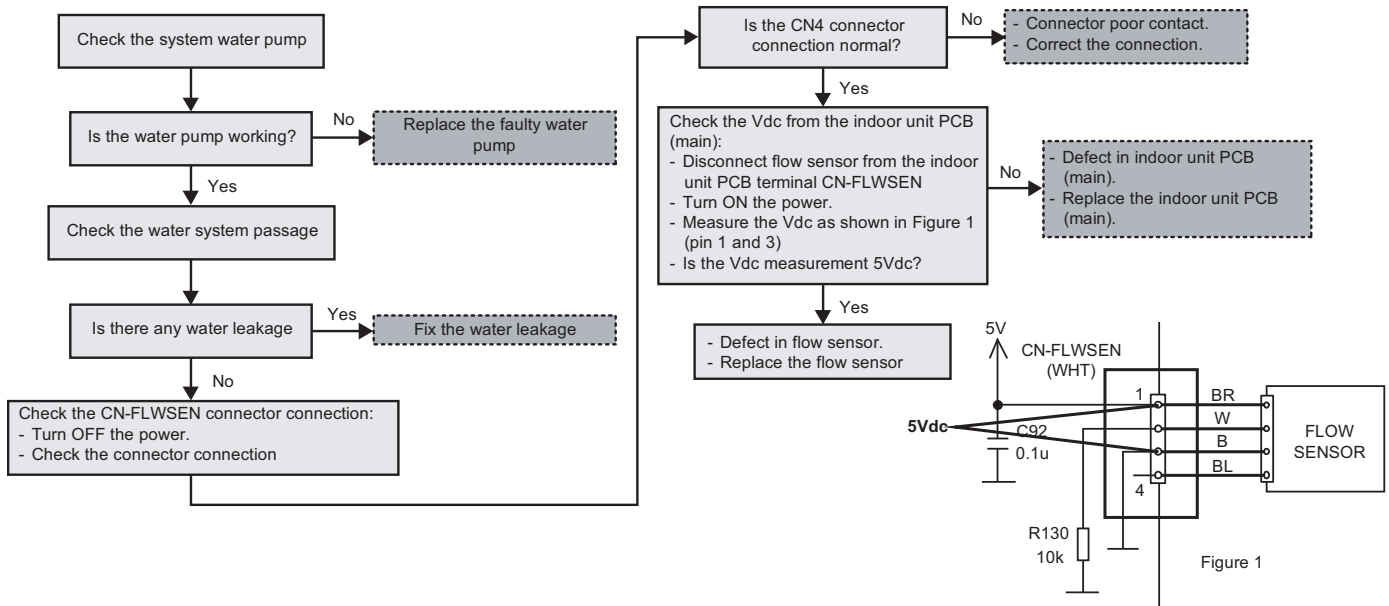 Check the system water pump
Is the water pump working?
No
Replace the faulty water
pump
Yes
Check the water system passage
Is there any water leakage
Yes
Fix the water leakage
No
Check the CN-FLWSEN connector connection:
- Turn OFF the power.
- Check the connector connection
Is the CN4 connector
connection normal?
No
- Connector poor contact.
- Correct the connection.
Yes
Check the Vdc from the indoor unit PCB
(main):
- Disconnect flow sensor from the indoor
unit PCB terminal CN-FLWSEN
- Turn ON the power.
- Measure the Vdc as shown in Figure 1
(pin 1 and 3)
- Is the Vdc measurement 5Vdc?
No
- Defect in indoor unit PCB
(main).
- Replace the indoor unit PCB
(main).
Yes
- Defect in flow sensor.
- Replace the flow sensor
5V
CN-FLWSEN
(WHT)
1
BR
W
B
BL
4
5Vdc
C92
0.1u
FLOW
SENSOR
R130
10k
Figure 1